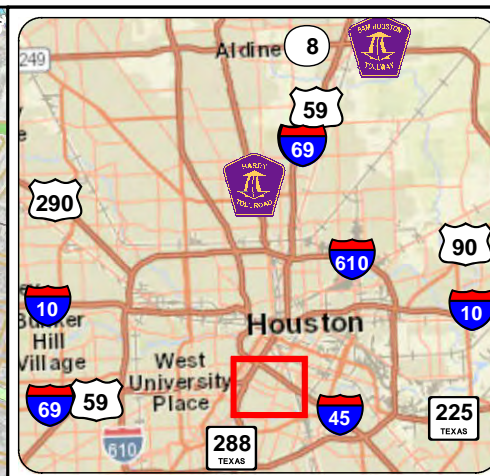 249
Aldine
8
SAM HOUSTON
TOLLWAY
59
69
HARDY
TOLL ROAD
290
610
90
10
Bunker
Hill
Village
Houston
10
West
University
Place
69
59
45
225
TEXAS
288
TEXAS
610